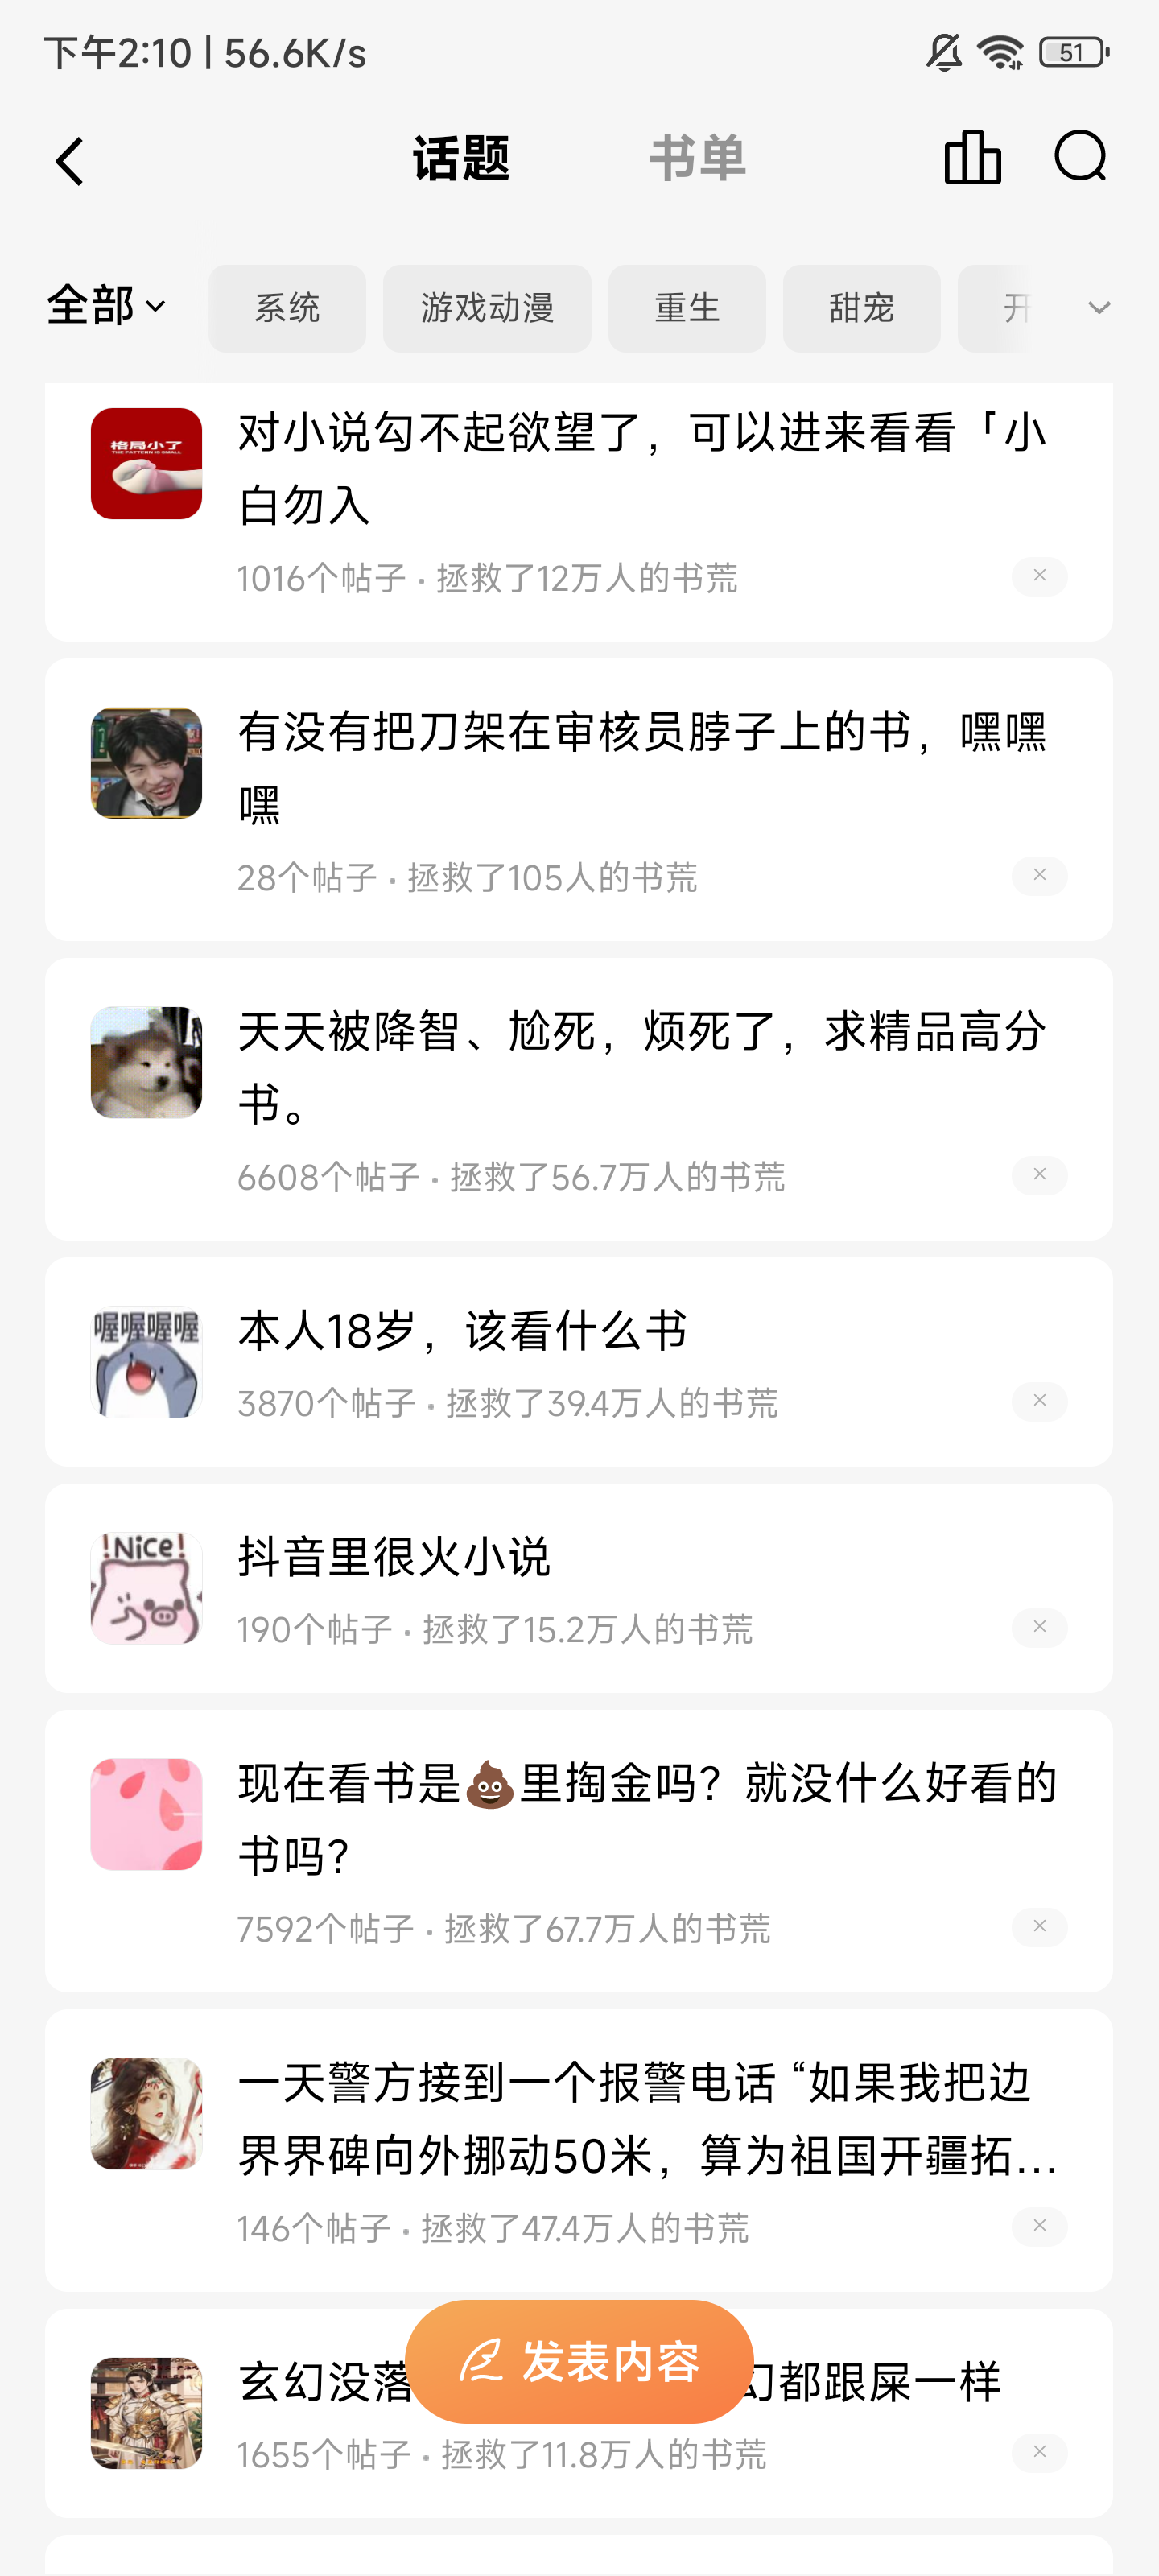 下午2:10 | 56.6K/s
51
话题 书单
全部 系统 游戏动漫 重生 甜宠 开
格局小了
THE PATTERN IS SMALL
对小说勾不起欲望了，可以进来看看「小
白勿入
1016个帖子 · 拯救了12万人的书荒
有没有把刀架在审核员脖子上的书，嘿嘿
嘿
28个帖子 · 拯救了105人的书荒
天天被降智、尬死，烦死了，求精品高分
书。
6608个帖子 · 拯救了56.7万人的书荒
喔喔喔喔
本人18岁，该看什么书
3870个帖子 · 拯救了39.4万人的书荒
!Nice!
抖音里很火小说
190个帖子 · 拯救了15.2万人的书荒
现在看书是💩里掏金吗？就没什么好看的
书吗？
7592个帖子 · 拯救了67.7万人的书荒
一天警方接到一个报警电话 “如果我把边
界界碑向外挪动50米，算为祖国开疆拓...
146个帖子 · 拯救了47.4万人的书荒
玄幻没落
发表内容
幻都跟屎一样
1655个帖子 · 拯救了11.8万人的书荒